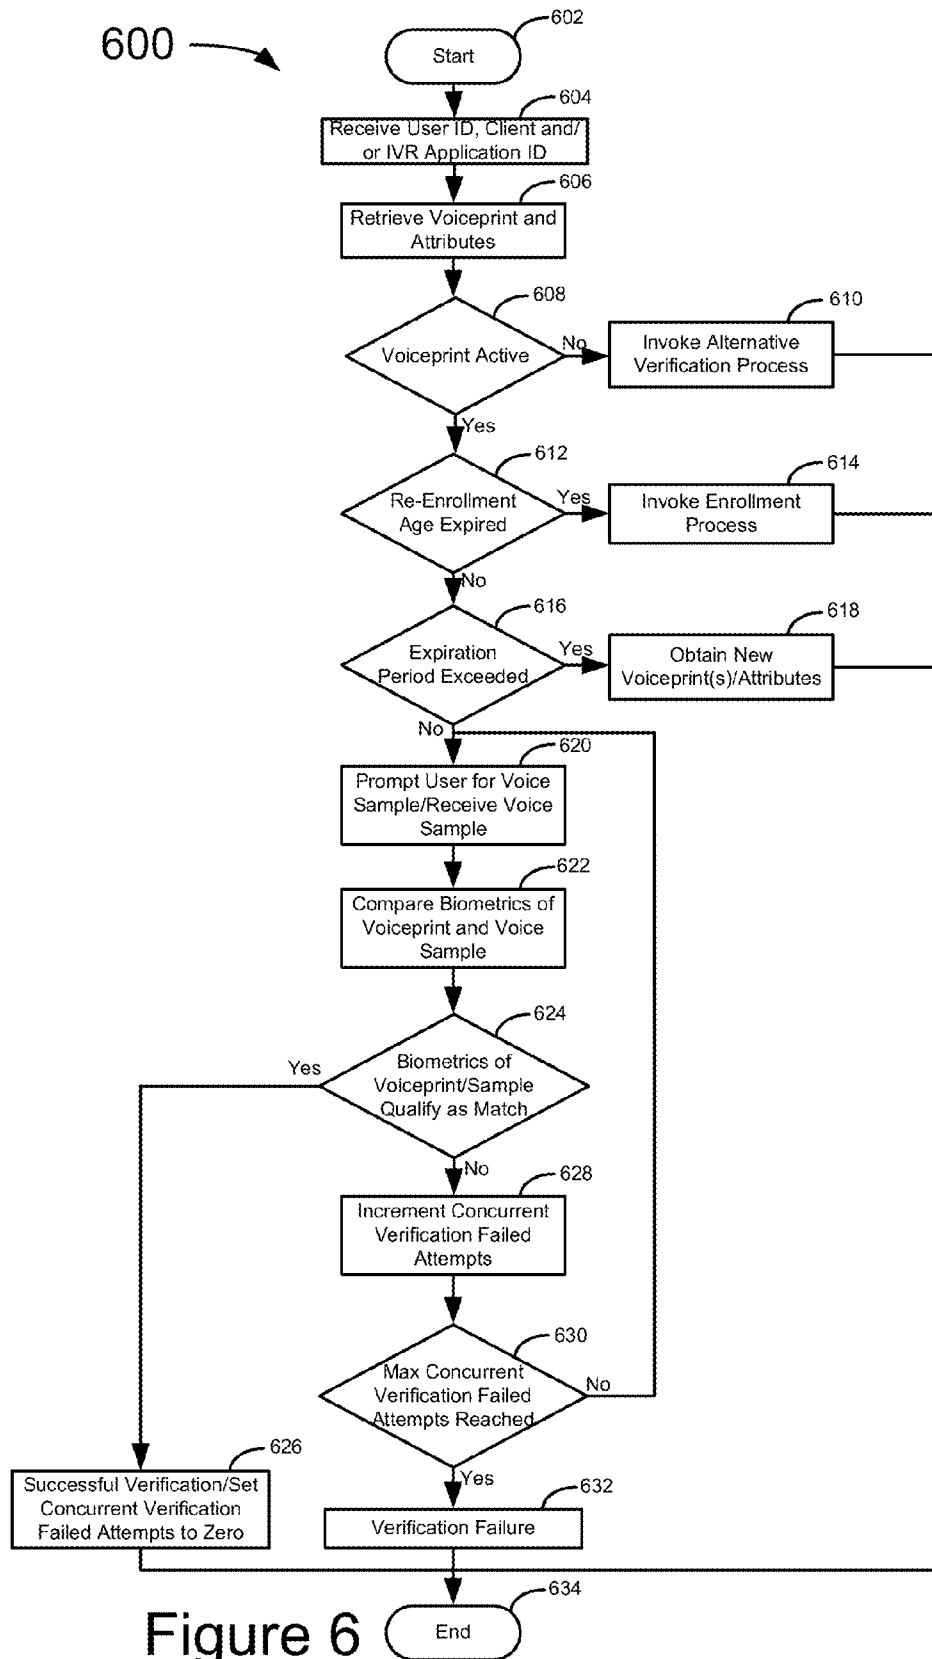 600
602
Start
604
Receive User ID, Client and/
or IVR Application ID
606
Retrieve Voiceprint and
Attributes
608
Voiceprint Active
No
610
Invoke Alternative
Verification Process
Yes
612
Re-Enrollment
Age Expired
Yes
614
Invoke Enrollment
Process
No
616
Expiration
Period Exceeded
Yes
618
Obtain New
Voiceprint(s)/Attributes
No
620
Prompt User for Voice
Sample/Receive Voice
Sample
622
Compare Biometrics of
Voiceprint and Voice
Sample
624
Biometrics of
Voiceprint/Sample
Qualify as Match
Yes
No
628
Increment Concurrent
Verification Failed
Attempts
630
Max Concurrent
Verification Failed
Attempts Reached
No
Yes
626
Successful Verification/Set
Concurrent Verification
Failed Attempts to Zero
632
Verification Failure
634
End
Figure 6